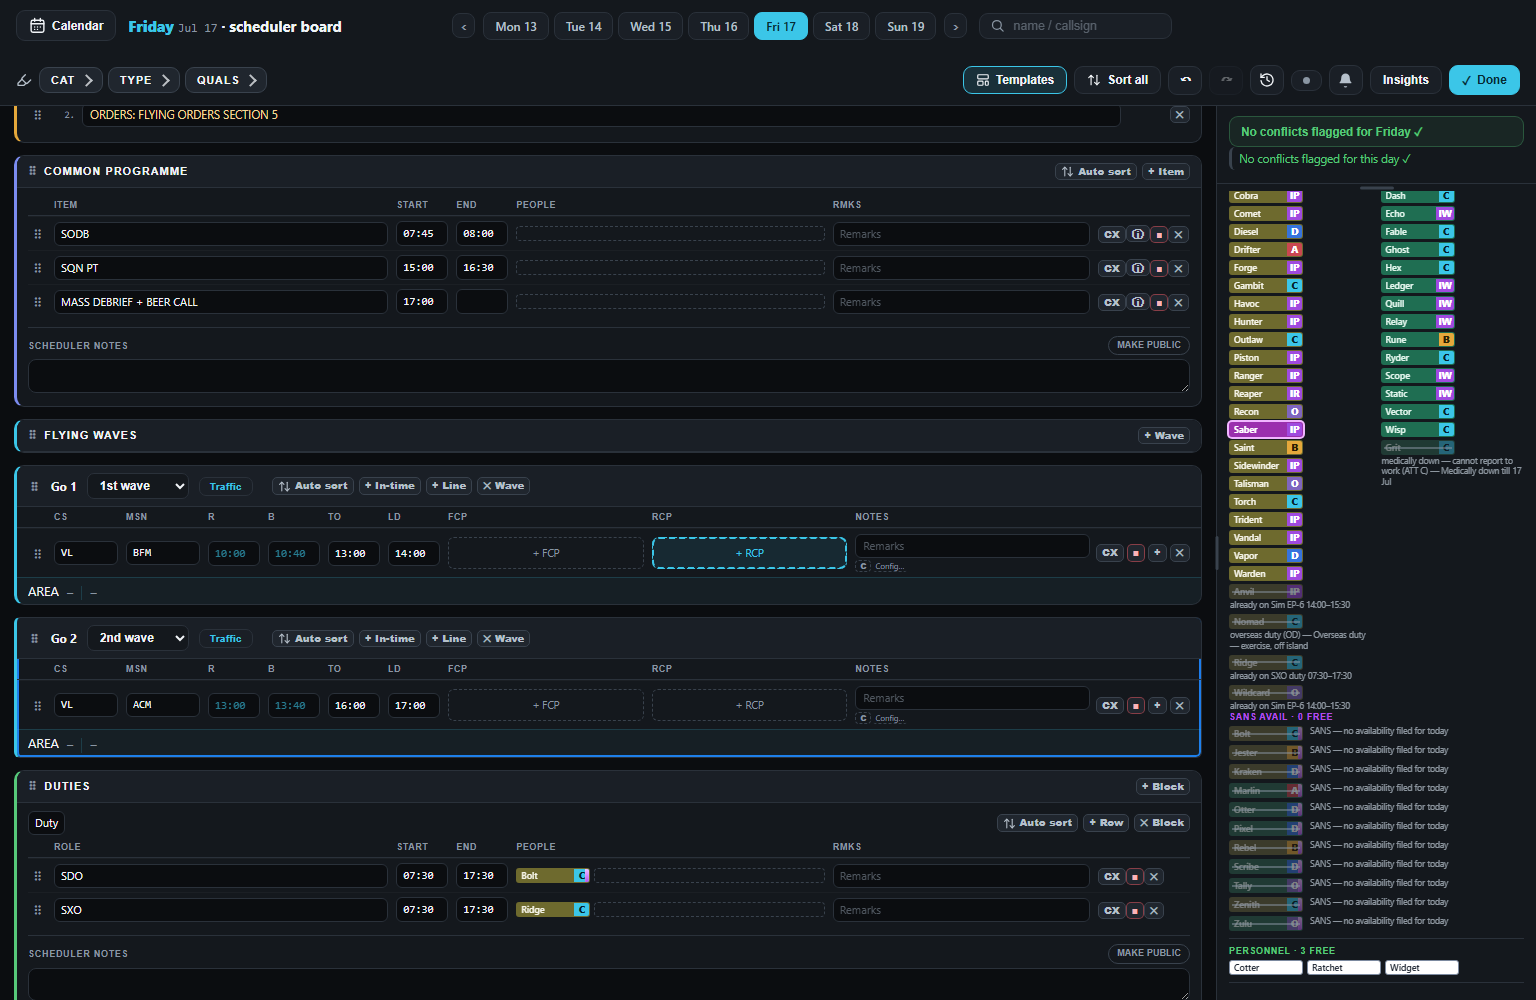 Calendar
Friday Jul 17 · scheduler board
‹ Mon 13 Tue 14 Wed 15 Thu 16 Fri 17 Sat 18 Sun 19 ›
name / callsign
CAT TYPE QUALS
Templates Sort all Insights ✓ Done
2. ORDERS: FLYING ORDERS SECTION 5 ✕
COMMON PROGRAMME Auto sort + Item
ITEM START END PEOPLE RMKS
SODB 07:45 08:00 Remarks CX ✕
SQN PT 15:00 16:30 Remarks CX ✕
MASS DEBRIEF + BEER CALL 17:00 Remarks CX ✕
SCHEDULER NOTES MAKE PUBLIC
FLYING WAVES + Wave
Go 1 1st wave Traffic Auto sort + In-time + Line ✕ Wave
CS MSN R B TO LD FCP RCP NOTES
VL BFM 10:00 10:40 13:00 14:00 + FCP + RCP Remarks CX + ✕
C Config...
AREA – –
Go 2 2nd wave Traffic Auto sort + In-time + Line ✕ Wave
CS MSN R B TO LD FCP RCP NOTES
VL ACM 13:00 13:40 16:00 17:00 + FCP + RCP Remarks CX + ✕
C Config...
AREA – –
DUTIES + Block
Duty Auto sort + Row ✕ Block
ROLE START END PEOPLE RMKS
SDO 07:30 17:30 Bolt C Remarks CX ✕
SXO 07:30 17:30 Ridge C Remarks CX ✕
SCHEDULER NOTES MAKE PUBLIC
No conflicts flagged for Friday ✓
No conflicts flagged for this day ✓
Cobra IP
Comet IP
Diesel D
Drifter A
Forge IP
Gambit C
Havoc IP
Hunter IP
Outlaw C
Piston IP
Ranger IP
Reaper IR
Recon O
Saber IP
Saint B
Sidewinder IP
Talisman O
Torch C
Trident IP
Vandal IP
Vapor D
Warden IP
Anvil IP
already on Sim EP-6 14:00–15:30
Nomad C
overseas duty (OD) — Overseas duty
— exercise, off island
Ridge C
already on SXO duty 07:30–17:30
Wildcard O
already on Sim EP-6 14:00–15:30
Dash C
Echo IW
Fable C
Ghost C
Hex C
Ledger IW
Quill IW
Relay IW
Rune B
Ryder C
Scope IW
Static IW
Vector C
Wisp C
Grit C
medically down — cannot report to
work (ATT C) — Medically down till 17
Jul
SANS AVAIL · 0 FREE
Bolt C SANS — no availability filed for today
Jester B SANS — no availability filed for today
Kraken D SANS — no availability filed for today
Marlin A SANS — no availability filed for today
Otter D SANS — no availability filed for today
Pixel D SANS — no availability filed for today
Rebel B SANS — no availability filed for today
Scribe D SANS — no availability filed for today
Tally O SANS — no availability filed for today
Zenith C SANS — no availability filed for today
Zulu O SANS — no availability filed for today
PERSONNEL · 3 FREE
Cotter Ratchet Widget